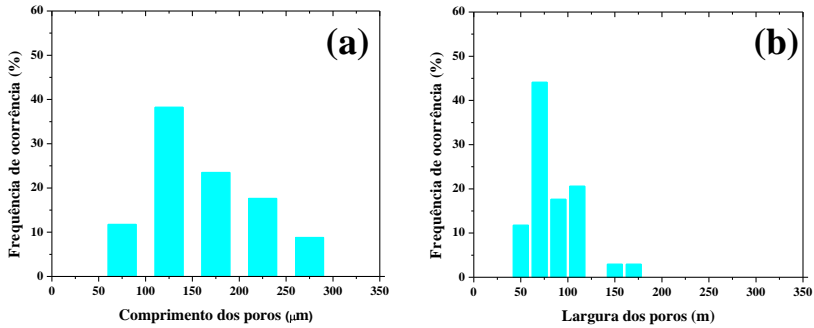 (a)
Frequência de ocorrência (%)
60
50
40
30
20
10
0
0 50 100 150 200 250 300 350
Comprimento dos poros (μm)
(b)
Frequência de ocorrência (%)
60
50
40
30
20
10
0
0 50 100 150 200 250 300 350
Largura dos poros (m)